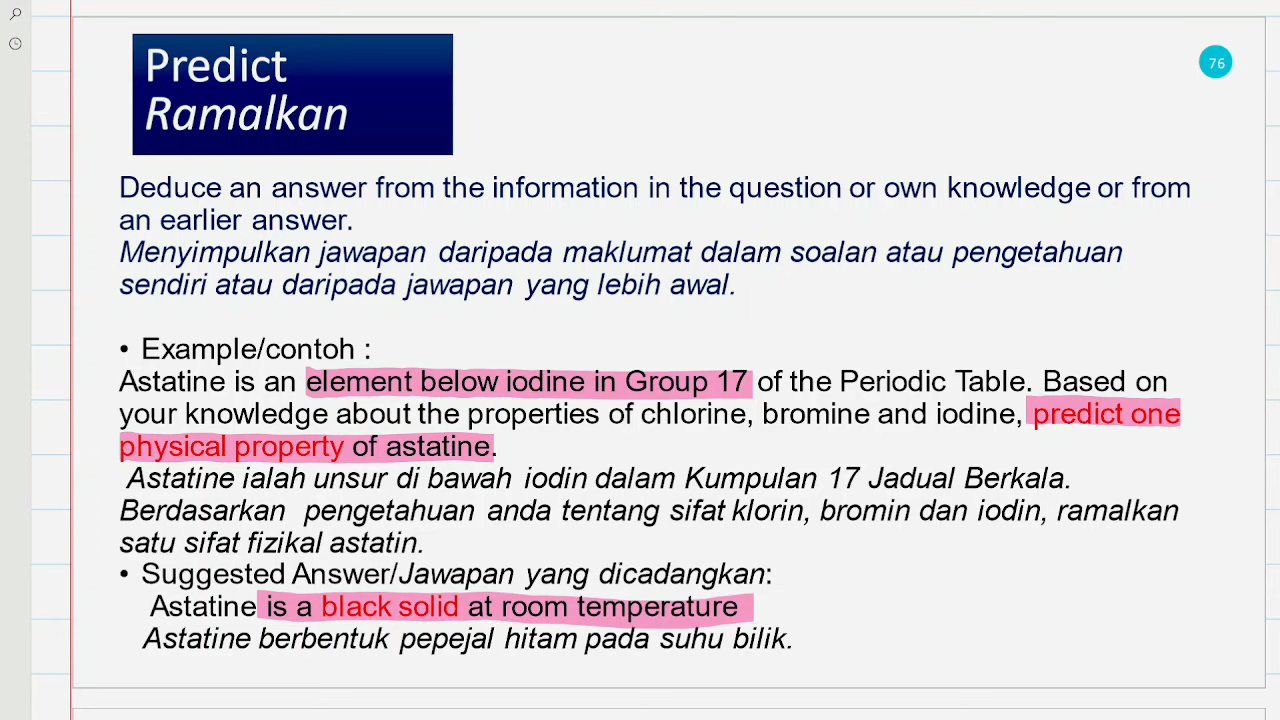 Predict
Ramalkan
76
Deduce an answer from the information in the question or own knowledge or from
an earlier answer.
Menyimpulkan jawapan daripada maklumat dalam soalan atau pengetahuan
sendiri atau daripada jawapan yang lebih awal.
• Example/contoh :
Astatine is an element below iodine in Group 17 of the Periodic Table. Based on
your knowledge about the properties of chlorine, bromine and iodine, predict one
physical property of astatine.
Astatine ialah unsur di bawah iodin dalam Kumpulan 17 Jadual Berkala.
Berdasarkan pengetahuan anda tentang sifat klorin, bromin dan iodin, ramalkan
satu sifat fizikal astatin.
• Suggested Answer/Jawapan yang dicadangkan:
Astatine is a black solid at room temperature
Astatine berbentuk pepejal hitam pada suhu bilik.